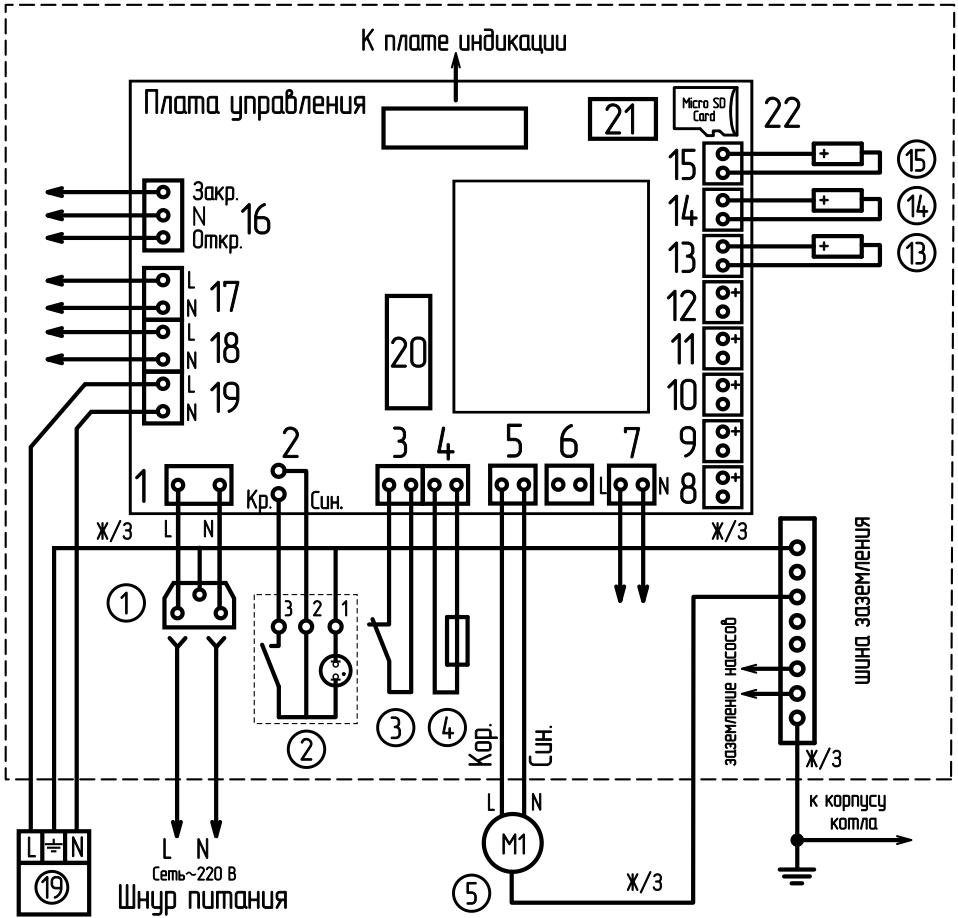 К плате индикации
Плата управления
21
Micro SD
Card
22
15
+
15
14
+
14
13
+
13
Закр.
N
Откр.
16
L
N
17
L
N
18
L
N
19
20
12
+
11
+
10
+
9
+
8
+
1
2
Кр.
Син.
3
4
5
6
7
L
N
Ж/З
L
N
Ж/З
1
3
2
1
2
3
4
Кор.
Син.
шина заземления
заземление насосов
Ж/З
к корпусу
котла
L
N
М1
5
Ж/З
L
N
19
L
N
Сеть~220 В
Шнур питания